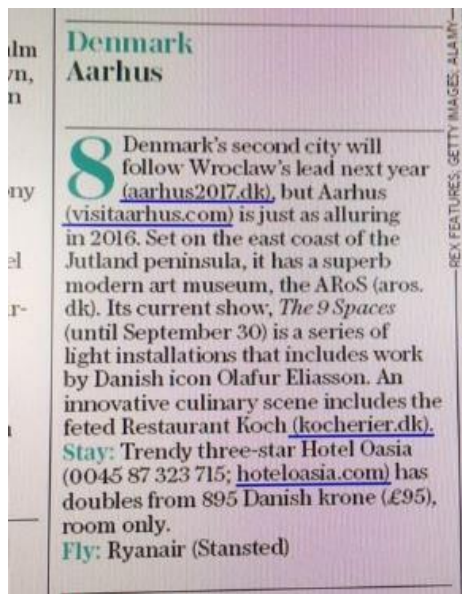 alm
vn,
n
ny
el
r-
Denmark
Aarhus
8 Denmark's second city will
follow Wroclaw's lead next year
(aarhus2017.dk), but Aarhus
(visitaarhus.com) is just as alluring
in 2016. Set on the east coast of the
Jutland peninsula, it has a superb
modern art museum, the ARoS (aros.
dk). Its current show, The 9 Spaces
(until September 30) is a series of
light installations that includes work
by Danish icon Olafur Eliasson. An
innovative culinary scene includes the
feted Restaurant Koch (kocherier.dk).
Stay: Trendy three-star Hotel Oasia
(0045 87 323 715; hoteloasia.com) has
doubles from 895 Danish krone (£95),
room only.
Fly: Ryanair (Stansted)
REX FEATURES; GETTY IMAGES; ALAMY